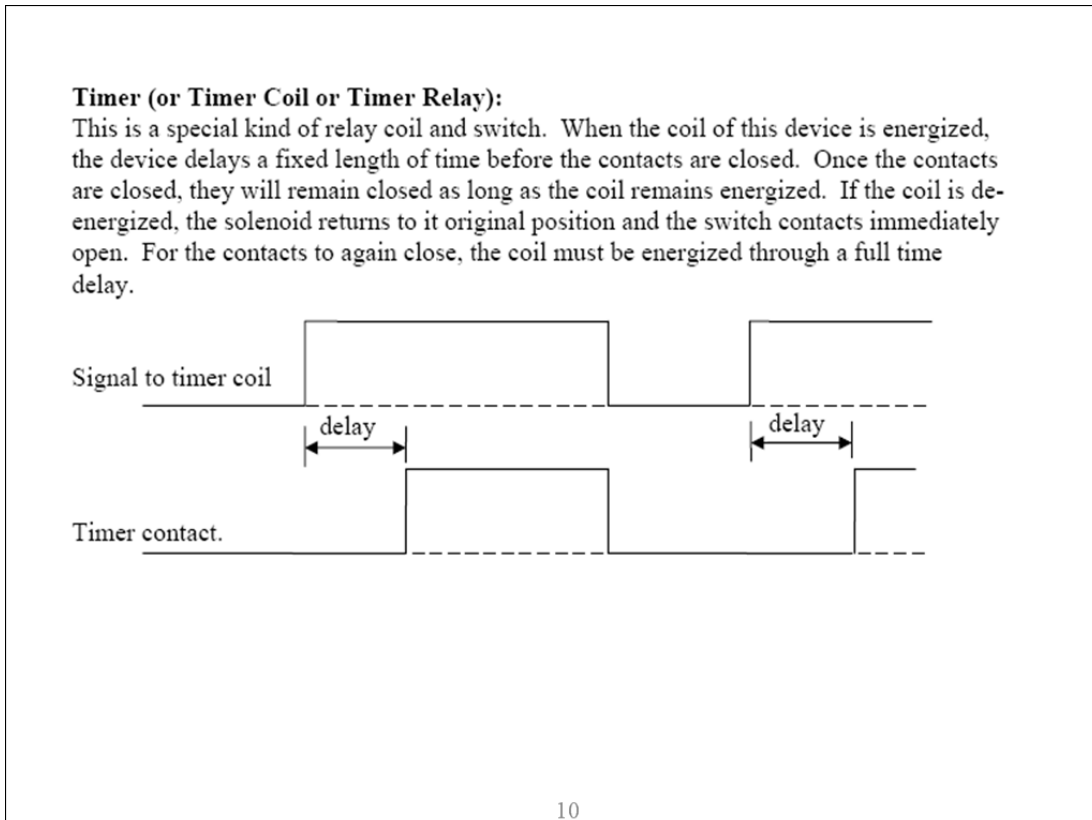 Timer (or Timer Coil or Timer Relay):
This is a special kind of relay coil and switch.  When the coil of this device is energized,
the device delays a fixed length of time before the contacts are closed.  Once the contacts
are closed, they will remain closed as long as the coil remains energized.  If the coil is de-
energized, the solenoid returns to it original position and the switch contacts immediately
open.  For the contacts to again close, the coil must be energized through a full time
delay.
Signal to timer coil
delay
delay
Timer contact.
10